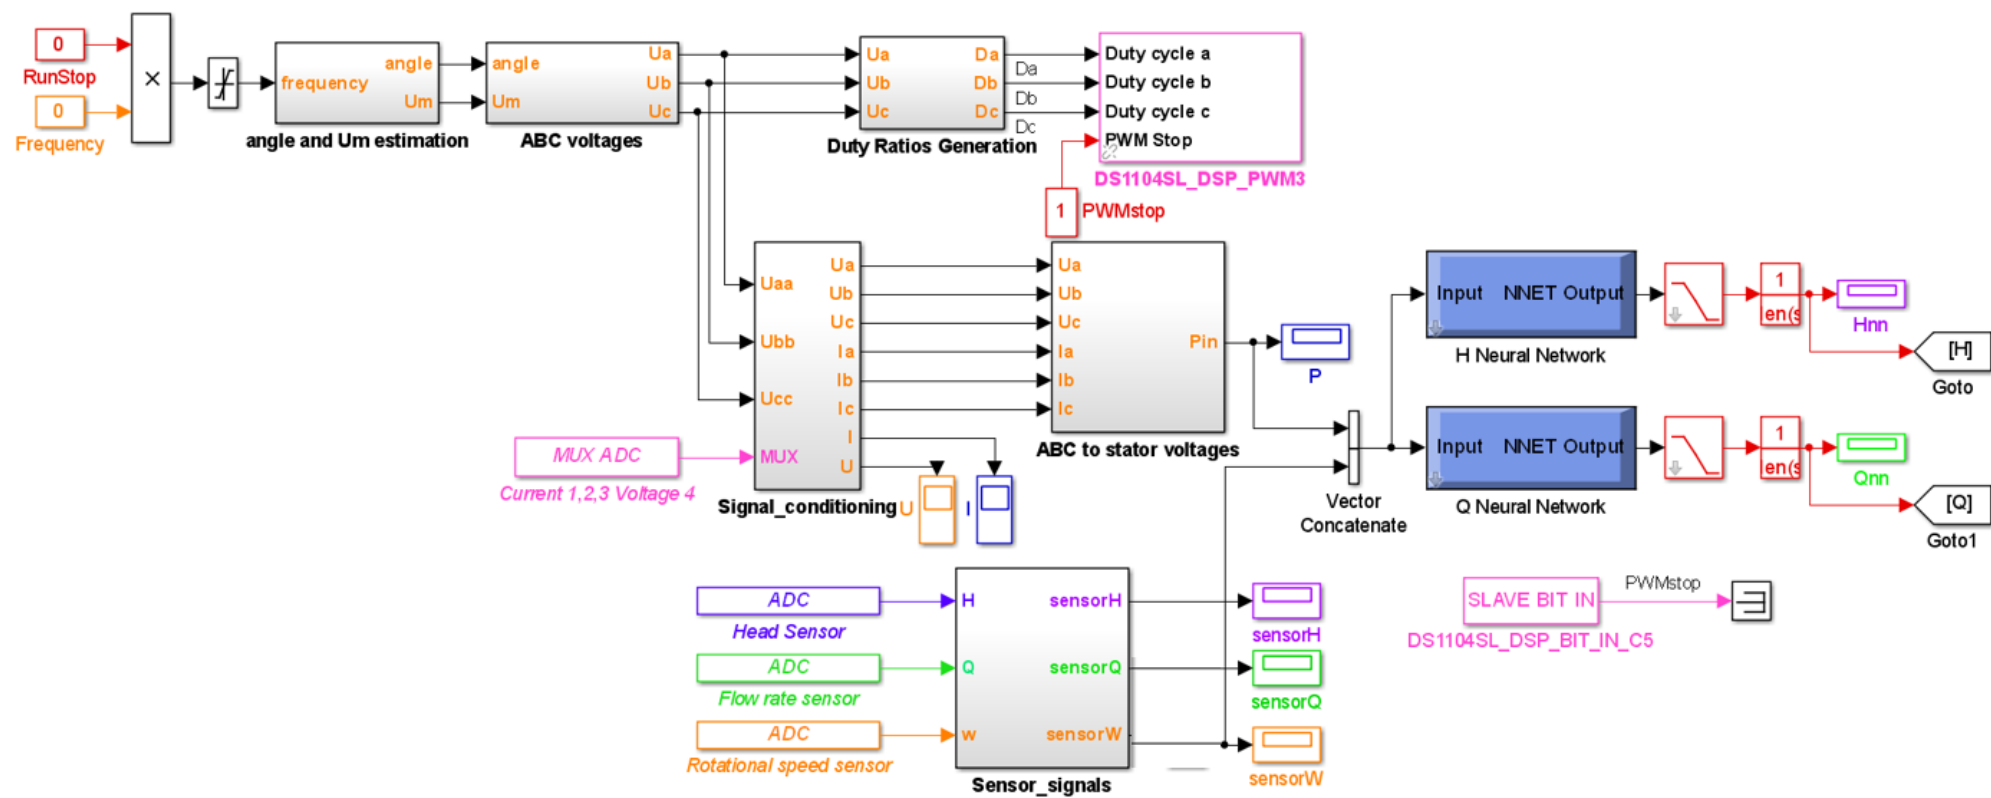 0
RunStop
0
Frequency
×
frequency
angle
Um
angle and Um estimation
angle
Um
Ua
Ub
Uc
ABC voltages
Ua
Ub
Uc
Da
Db
Dc
Duty Ratios Generation
Da
Db
Dc
Duty cycle a
Duty cycle b
Duty cycle c
PWM Stop
DS1104SL_DSP_PWM3
1
PWMstop
Uaa
Ubb
Ucc
MUX
Ua
Ub
Uc
Ia
Ib
Ic
I
U
Signal_conditioning
MUX ADC
Current 1,2,3 Voltage 4
U
I
Ua
Ub
Uc
Ia
Ib
Ic
Pin
ABC to stator voltages
P
Vector
Concatenate
Input
NNET Output
H Neural Network
1
len(s
Hnn
[H]
Goto
Input
NNET Output
Q Neural Network
1
len(s
Qnn
[Q]
Goto1
ADC
Head Sensor
ADC
Flow rate sensor
ADC
Rotational speed sensor
H
Q
w
sensorH
sensorQ
sensorW
Sensor_signals
sensorH
sensorQ
sensorW
SLAVE BIT IN
DS1104SL_DSP_BIT_IN_C5
PWMstop